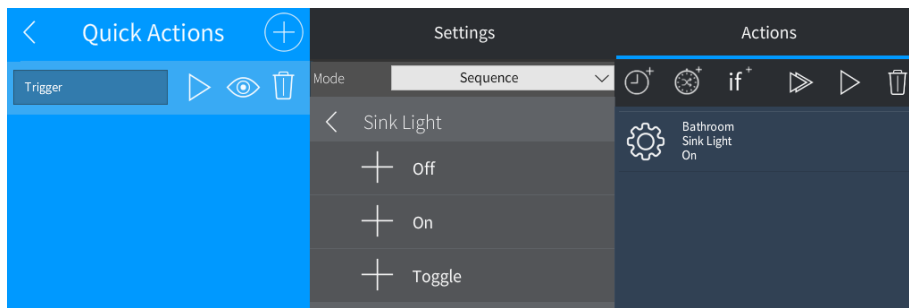 Quick Actions
Trigger
Settings
Mode
Sequence
Sink Light
Off
On
Toggle
Actions
if+
Bathroom
Sink Light
On